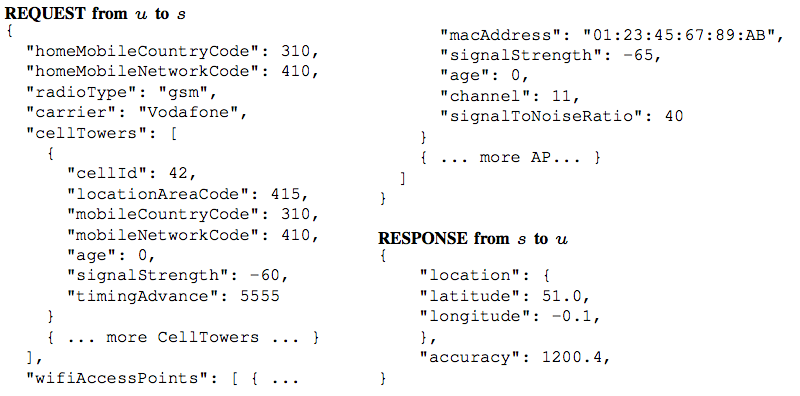 REQUEST from u to s
{
"homeMobileCountryCode": 310,
"homeMobileNetworkCode": 410,
"radioType": "gsm",
"carrier": "Vodafone",
"cellTowers": [
{
"cellId": 42,
"locationAreaCode": 415,
"mobileCountryCode": 310,
"mobileNetworkCode": 410,
"age": 0,
"signalStrength": -60,
"timingAdvance": 5555
}
{ ... more CellTowers ... }
],
"wifiAccessPoints": [ { ...
"macAddress": "01:23:45:67:89:AB",
"signalStrength": -65,
"age": 0,
"channel": 11,
"signalToNoiseRatio": 40
}
{ ... more AP... }
]
}
RESPONSE from s to u
{
"location": {
"latitude": 51.0,
"longitude": -0.1,
},
"accuracy": 1200.4,
}